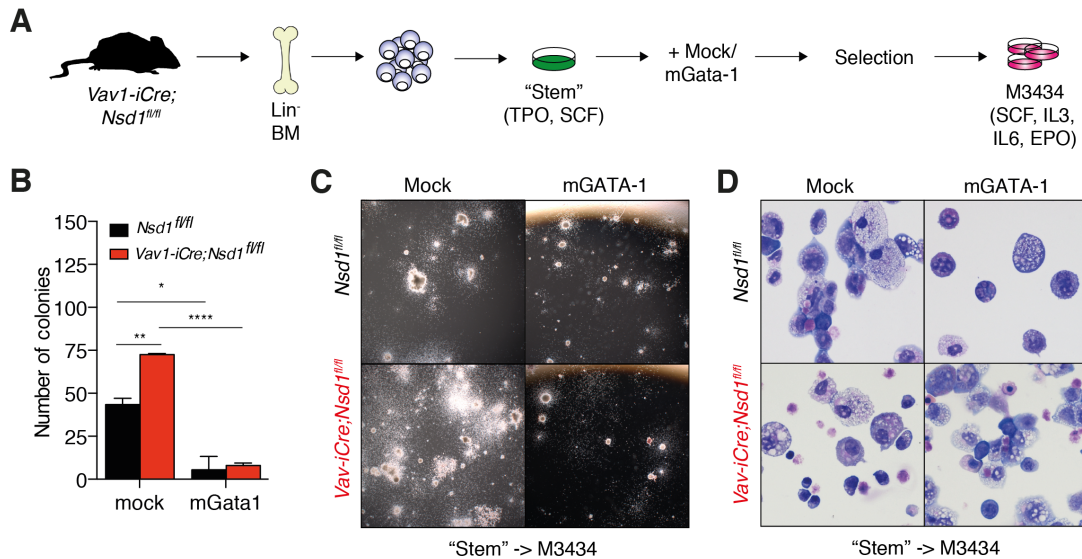 A
Vav1-iCre;
Nsd1fl/fl
Lin-
BM
“Stem”
(TPO, SCF)
+ Mock/
mGata-1
Selection
M3434
(SCF, IL3,
IL6, EPO)
B
Number of colonies
150
125
100
75
50
25
0
Nsd1fl/fl
Vav1-iCre;Nsd1fl/fl
*
**
****
mock
mGata1
C
Mock
mGATA-1
Nsd1fl/fl
Vav-iCre;Nsd1fl/fl
“Stem” -> M3434
D
Mock
mGATA-1
Nsd1fl/fl
Vav-iCre;Nsd1fl/fl
“Stem” -> M3434